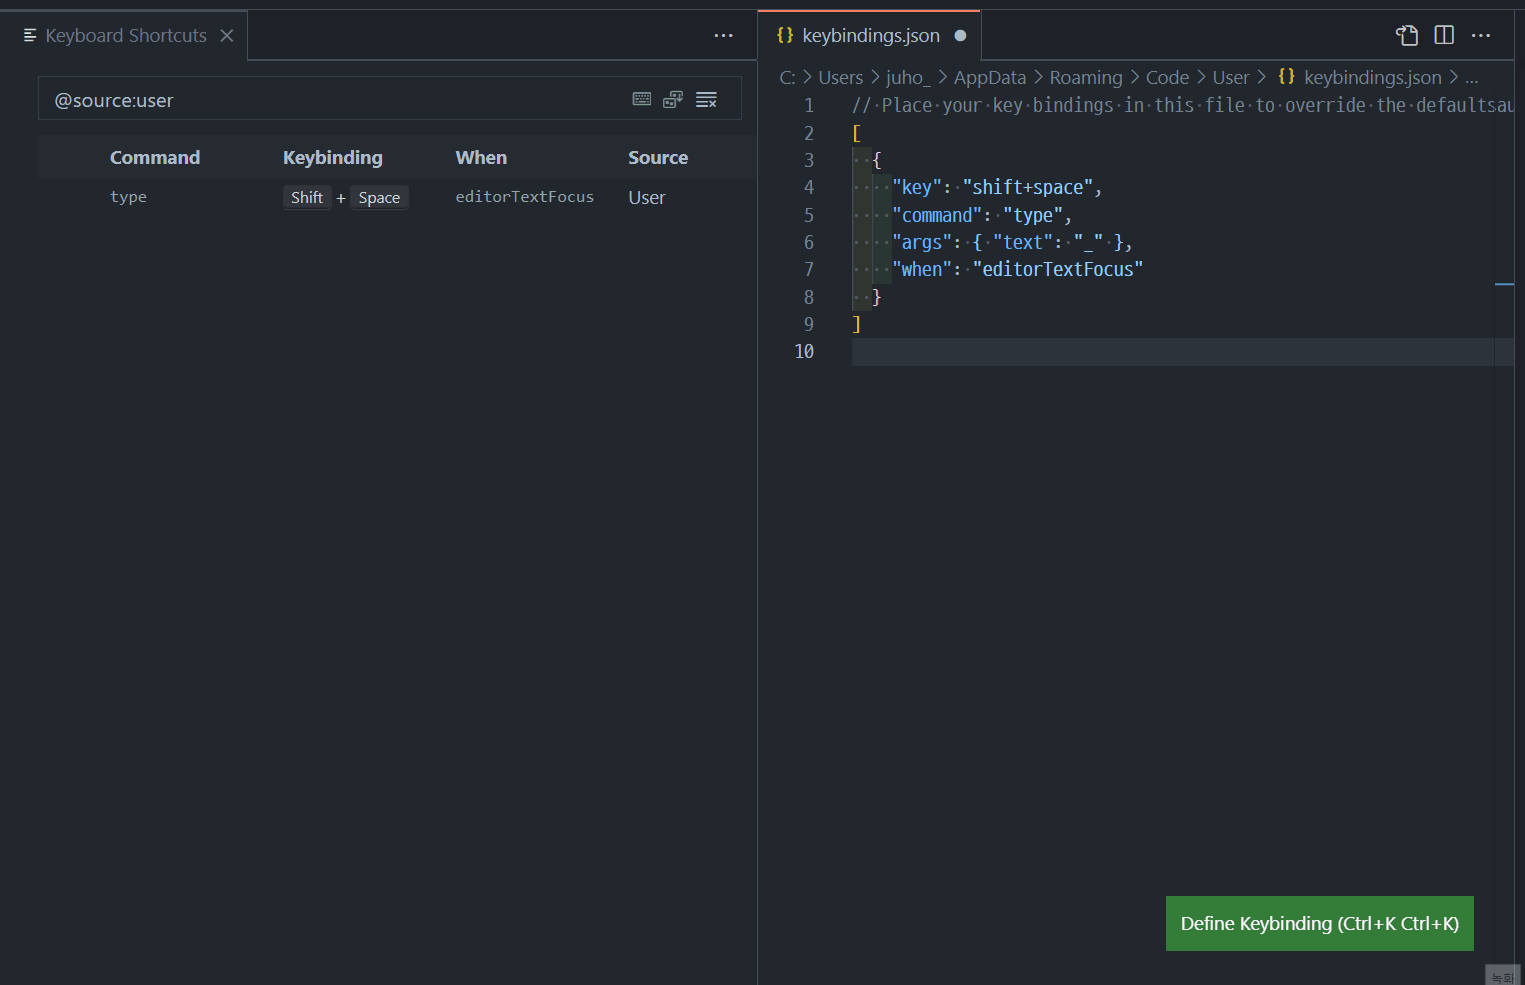 Keyboard Shortcuts
@source:user
Command Keybinding When Source
type Shift + Space editorTextFocus User
{} keybindings.json
C: > Users > juho_ > AppData > Roaming > Code > User > {} keybindings.json > ...
1 // Place your key bindings in this file to override the defaultsau
2 [
3 {
4 "key": "shift+space",
5 "command": "type",
6 "args": { "text": "_" },
7 "when": "editorTextFocus"
8 }
9 ]
10
Define Keybinding (Ctrl+K Ctrl+K)
녹화